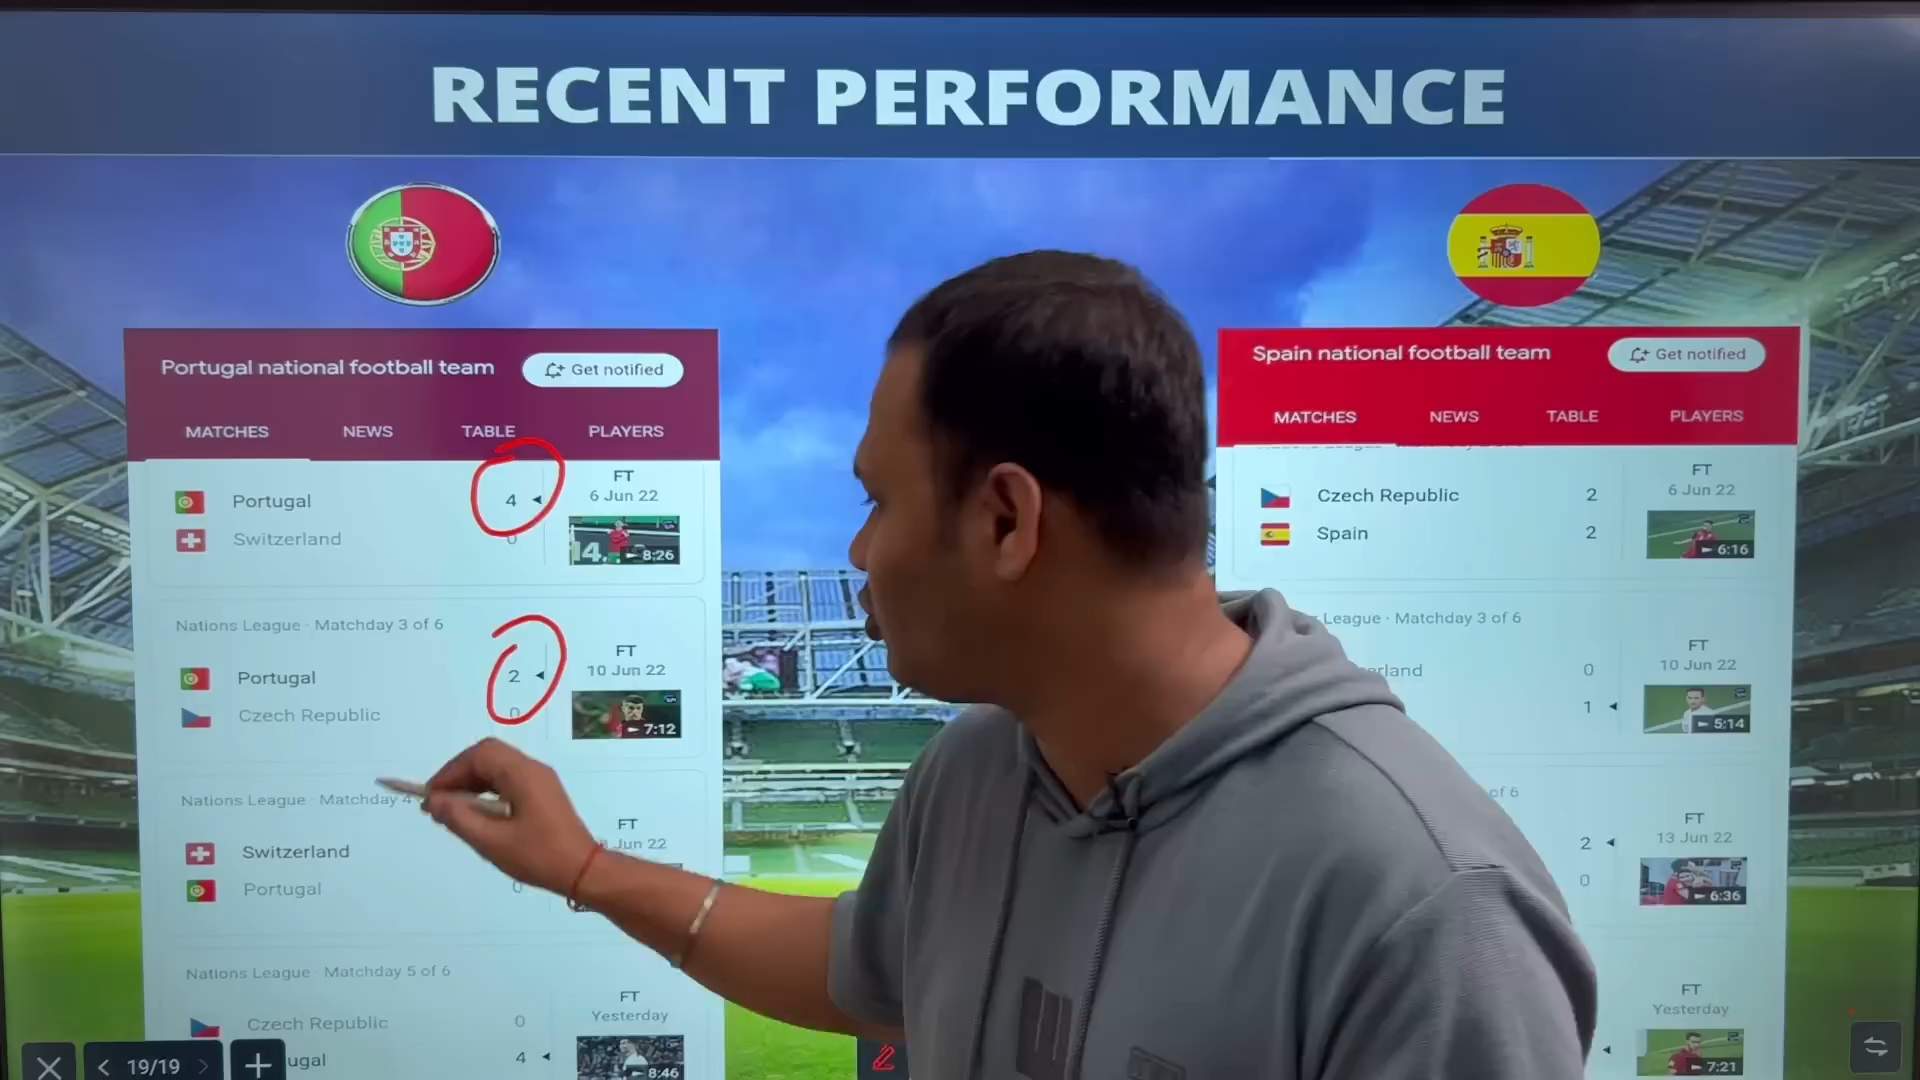 RECENT PERFORMANCE
Portugal national football team
Get notified
MATCHES NEWS TABLE PLAYERS
Portugal 4
Switzerland 0
FT
6 Jun 22
14.
8:26
Nations League · Matchday 3 of 6
Portugal 2
Czech Republic 0
FT
10 Jun 22
7:12
Nations League · Matchday 4
Switzerland
Portugal 0
FT
Jun 22
Nations League · Matchday 5 of 6
Czech Republic 0
ugal 4
FT
Yesterday
8:46
Spain national football team
Get notified
MATCHES NEWS TABLE PLAYERS
Czech Republic 2
Spain 2
FT
6 Jun 22
6:16
League · Matchday 3 of 6
erland 0
1
FT
10 Jun 22
5:14
of 6
2
0
FT
13 Jun 22
6:36
FT
Yesterday
7:21
19/19